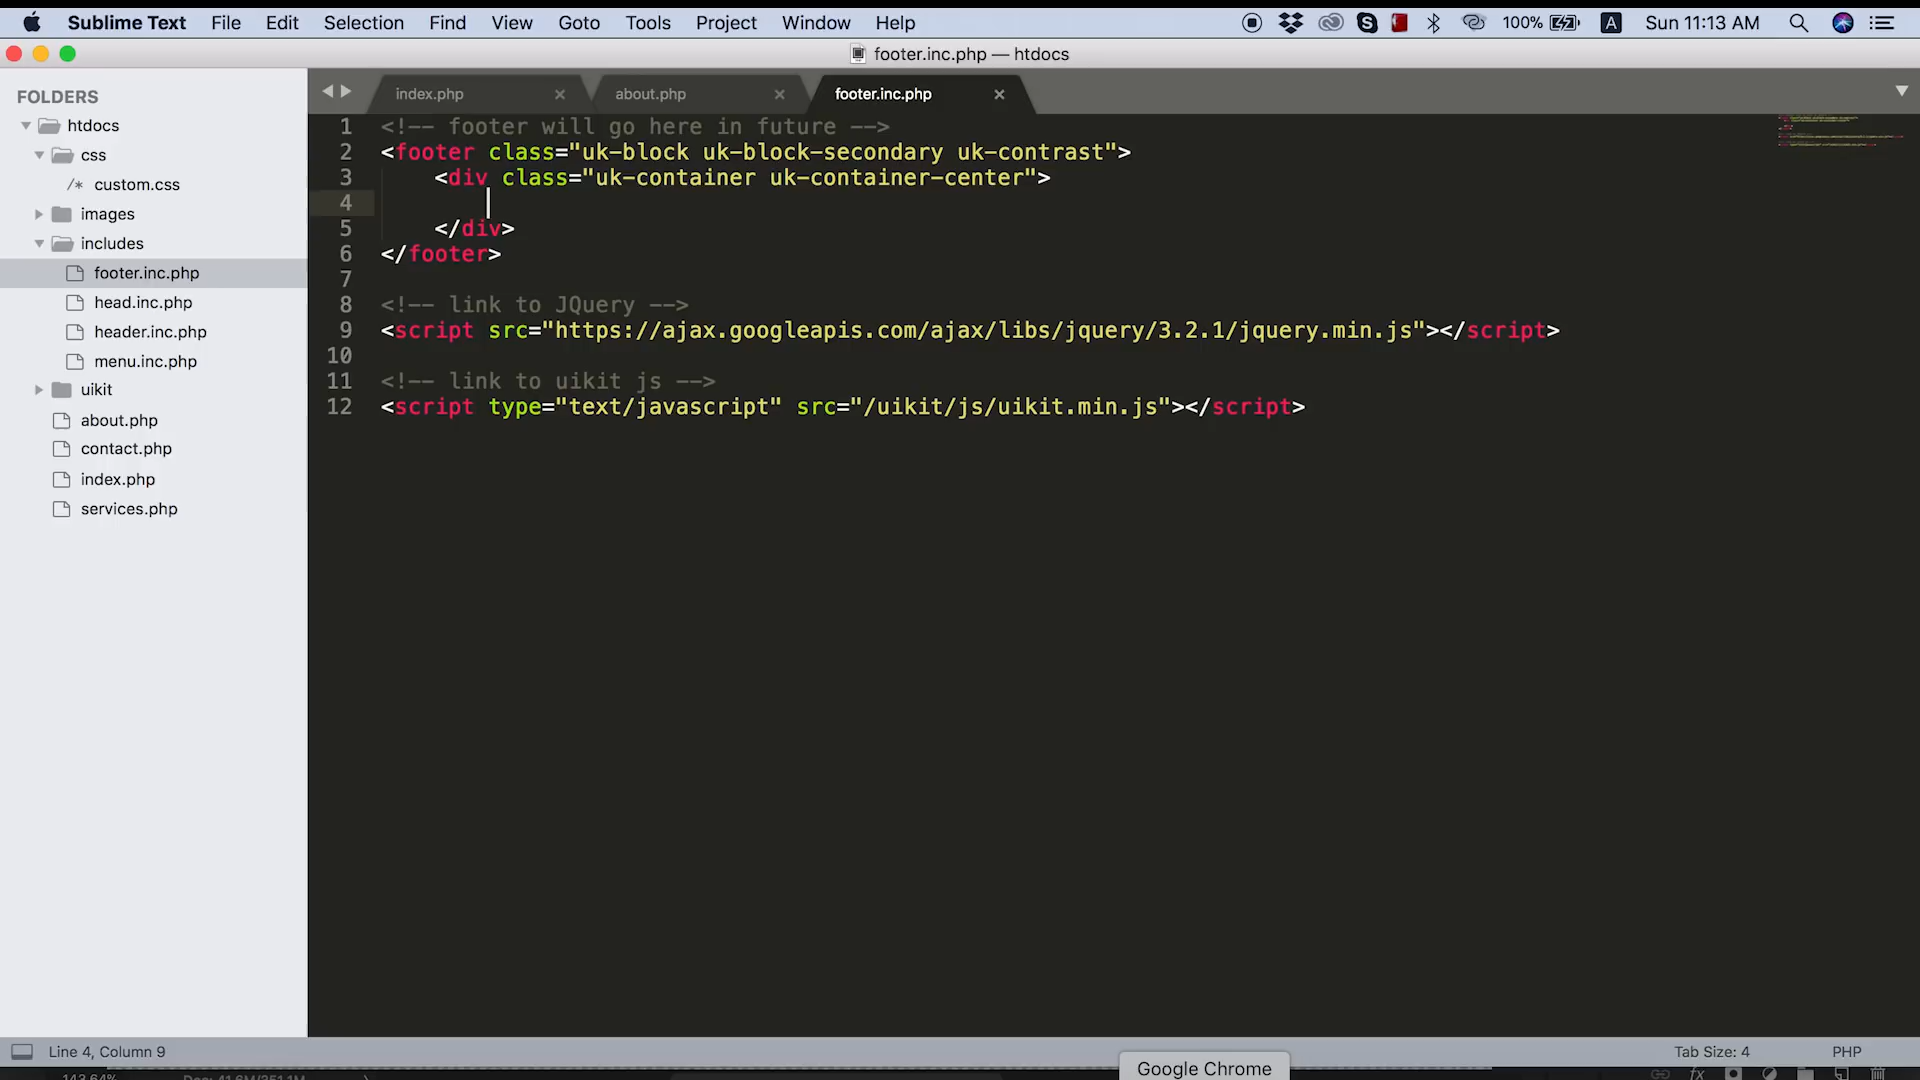 Sublime Text File Edit Selection Find View Goto Tools Project Window Help 100% A Sun 11:13 AM
footer.inc.php — htdocs
FOLDERS
htdocs
css
/* custom.css
images
includes
footer.inc.php
head.inc.php
header.inc.php
menu.inc.php
uikit
about.php
contact.php
index.php
services.php
index.php × about.php × footer.inc.php ×
1 <!-- footer will go here in future -->
2 <footer class="uk-block uk-block-secondary uk-contrast">
3 <div class="uk-container uk-container-center">
4
5 </div>
6 </footer>
7
8 <!-- link to JQuery -->
9 <script src="https://ajax.googleapis.com/ajax/libs/jquery/3.2.1/jquery.min.js"></script>
10
11 <!-- link to uikit js -->
12 <script type="text/javascript" src="/uikit/js/uikit.min.js"></script>
Line 4, Column 9 Tab Size: 4 PHP
Google Chrome